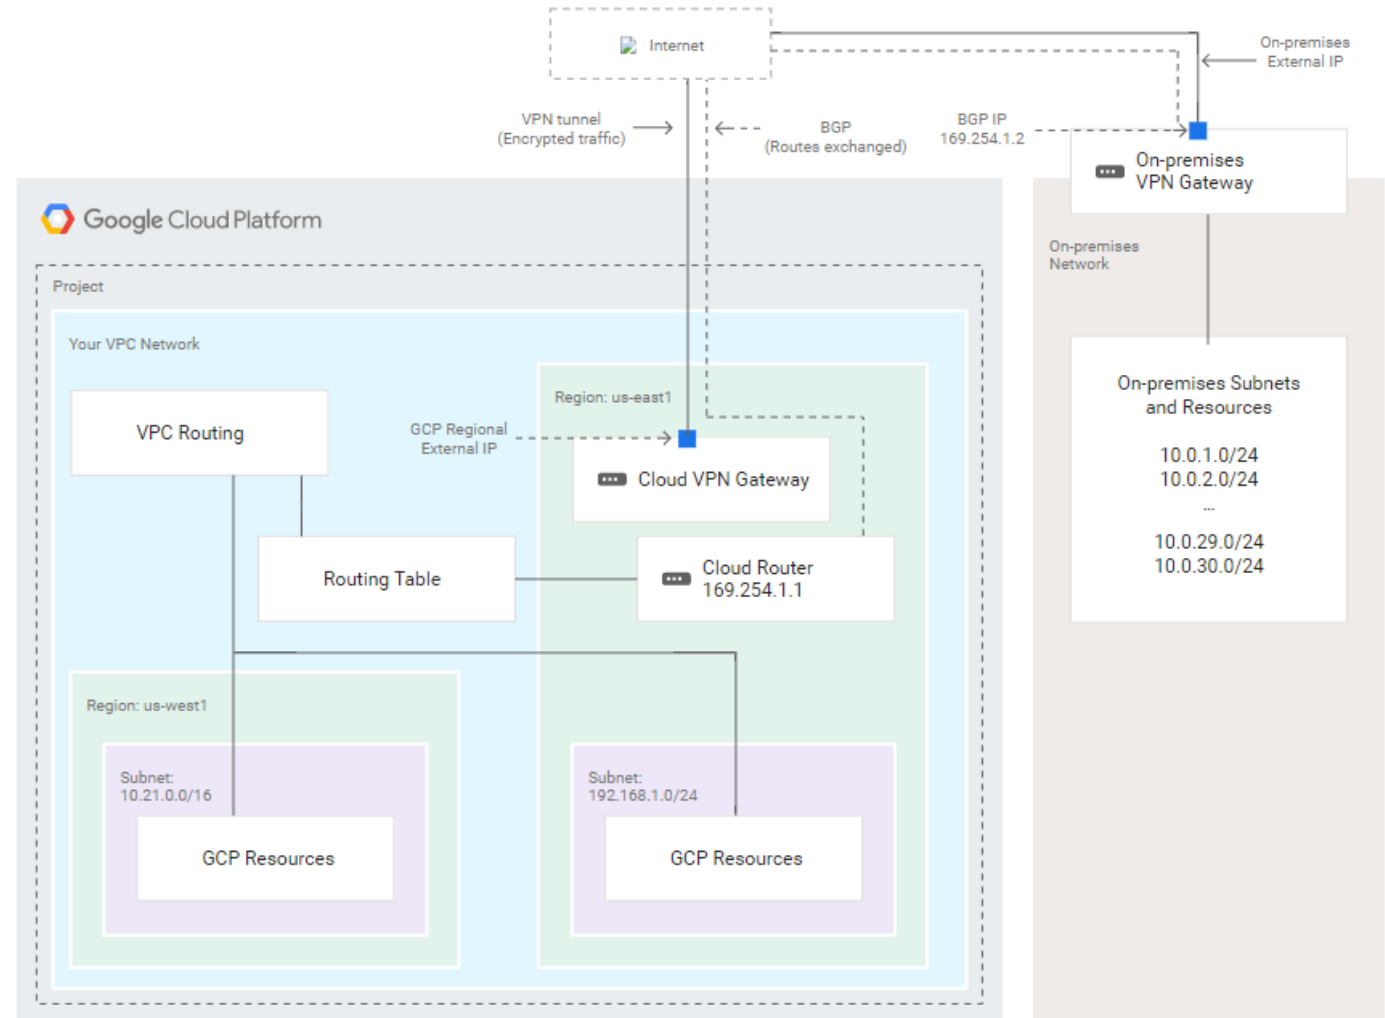 Internet
On-premises
External IP
VPN tunnel
(Encrypted traffic)
BGP
(Routes exchanged)
BGP IP
169.254.1.2
On-premises
VPN Gateway
Google Cloud Platform
On-premises
Network
Project
Your VPC Network
VPC Routing
GCP Regional
External IP
Region: us-east1
Cloud VPN Gateway
Routing Table
Cloud Router
169.254.1.1
On-premises Subnets
and Resources
10.0.1.0/24
10.0.2.0/24
...
10.0.29.0/24
10.0.30.0/24
Region: us-west1
Subnet:
10.21.0.0/16
GCP Resources
Subnet:
192.168.1.0/24
GCP Resources